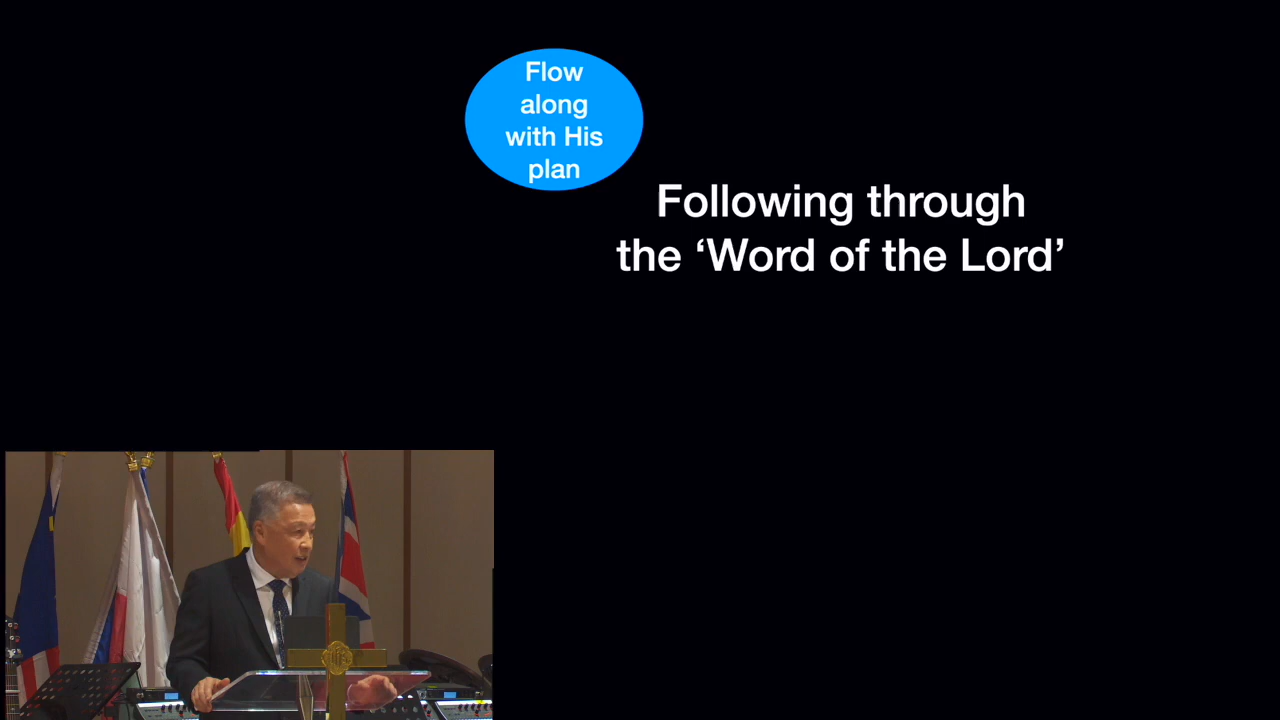 Flow
along
with His
plan
Following through
the ‘Word of the Lord’